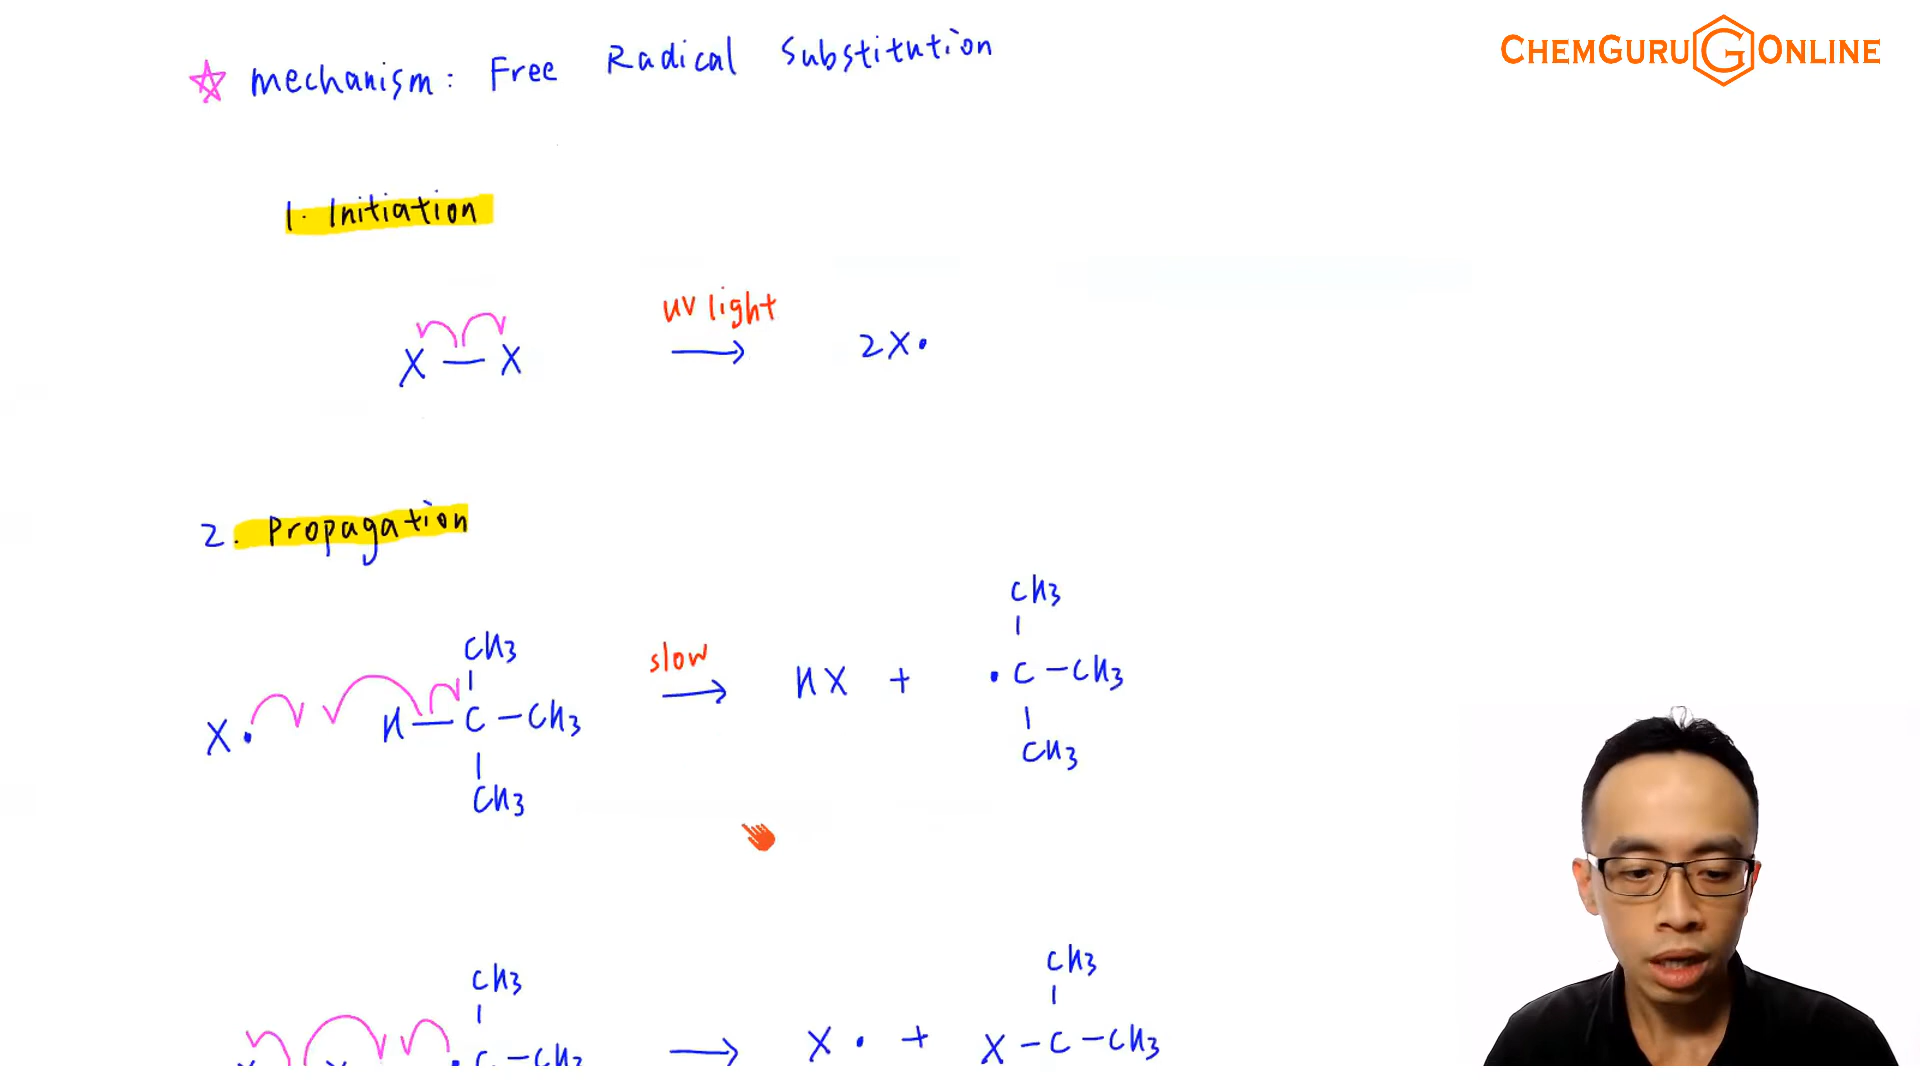 CHEMGURU G ONLINE
☆ Mechanism: Free Radical Substitution
1. Initiation
X — X uv light → 2X•
2. Propagation
CH3
CH3
X• H — C — CH3 slow → HX + •C — CH3
CH3
CH3
CH3
CH3
X X •C — CH3 → X• + X — C — CH3